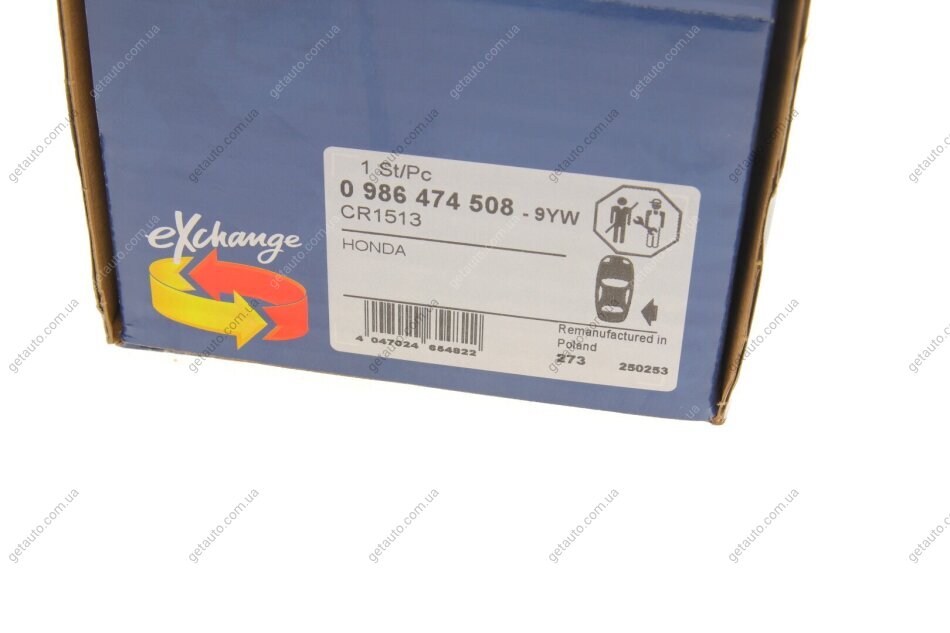 1 St/Pc
0 986 474 508 - 9YW
CR1513
HONDA
eXchange
4 047024 654822
Remanufactured in
Poland
273
250253
getauto.com.ua